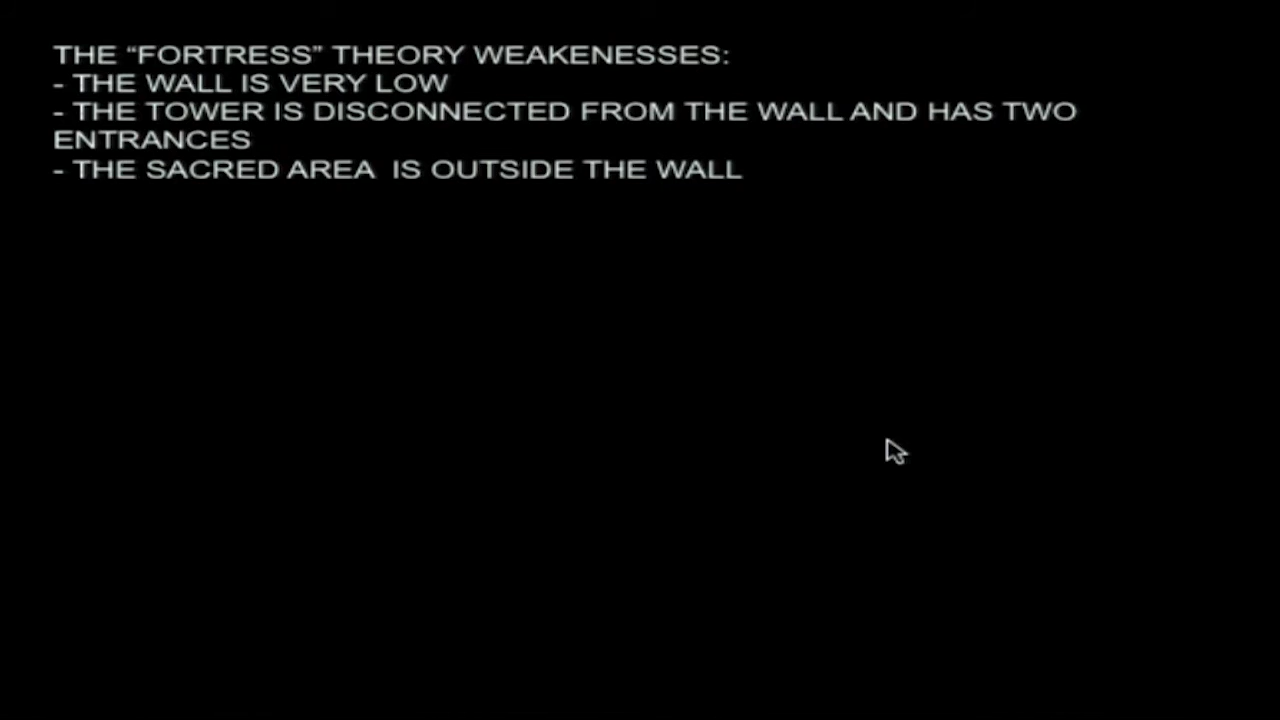 THE “FORTRESS” THEORY WEAKENESSES:
- THE WALL IS VERY LOW
- THE TOWER IS DISCONNECTED FROM THE WALL AND HAS TWO
ENTRANCES
- THE SACRED AREA  IS OUTSIDE THE WALL